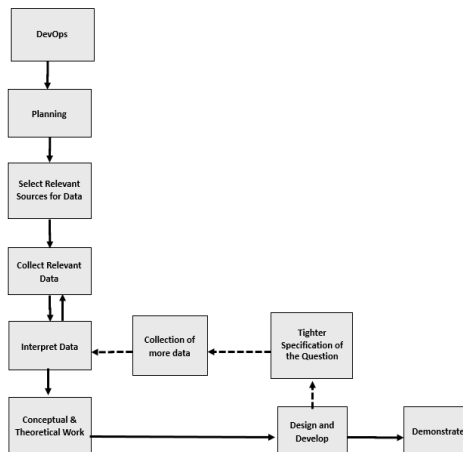 DevOps
Planning
Select Relevant
Sources for Data
Collect Relevant
Data
Interpret Data
Collection of
more data
Tighter
Specification of
the Question
Conceptual &
Theoretical Work
Design and
Develop
Demonstrate